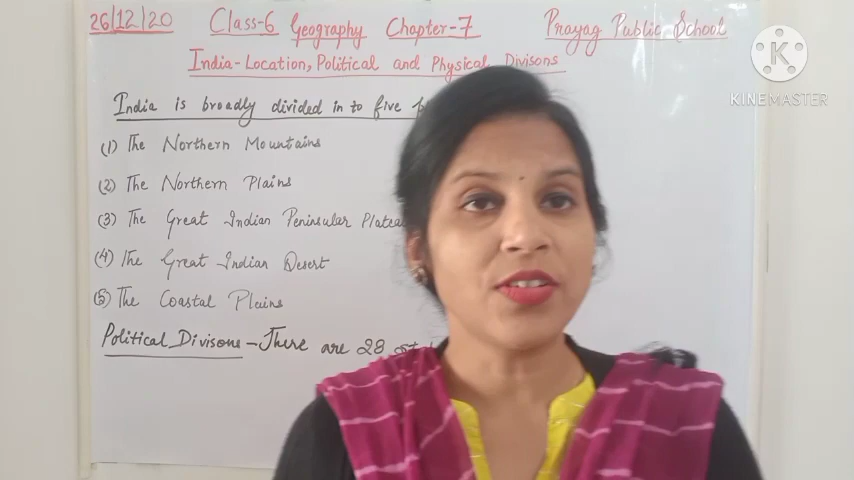 26/12/20 Class-6 Geography Chapter-7 Prayag Public School
India-Location, Political and Physical Divisons
India is broadly divided in to five
(1) The Northern Mountains
(2) The Northern Plains
(3) The Great Indian Peninsular Plateau
(4) The Great Indian Desert
(5) The Coastal Plains
Political Divisons - There are 28
K
KINEMASTER